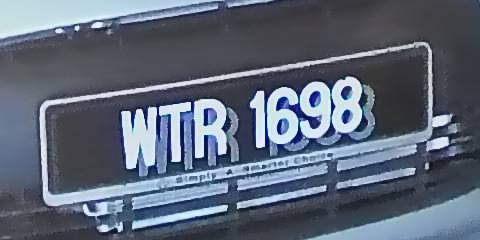 WTR 1698
Simply A Smarter Choice